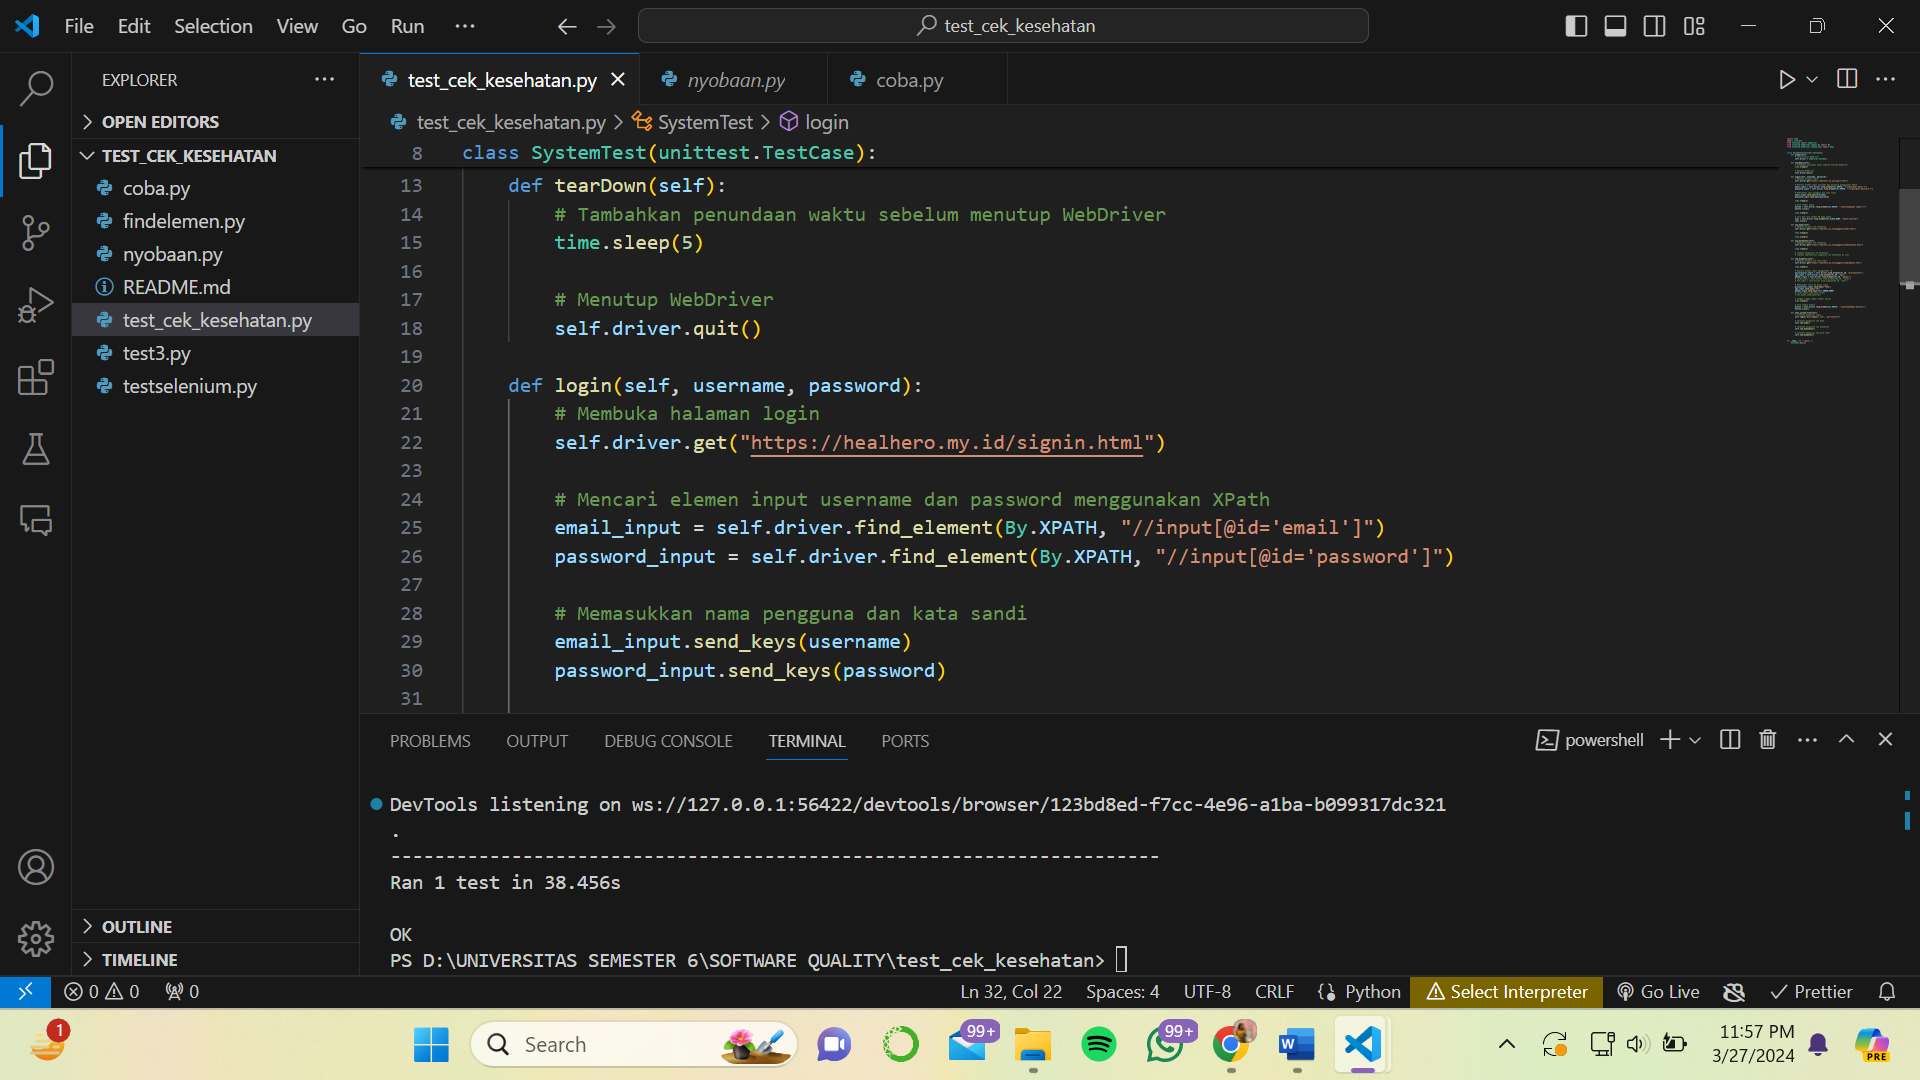 File Edit Selection View Go Run ...
test_cek_kesehatan
EXPLORER
OPEN EDITORS
TEST_CEK_KESEHATAN
coba.py
findelemen.py
nyobaan.py
README.md
test_cek_kesehatan.py
test3.py
testselenium.py
OUTLINE
TIMELINE
test_cek_kesehatan.py nyobaan.py coba.py
test_cek_kesehatan.py > SystemTest > login
8 class SystemTest(unittest.TestCase):
13 def tearDown(self):
14 # Tambahkan penundaan waktu sebelum menutup WebDriver
15 time.sleep(5)
16
17 # Menutup WebDriver
18 self.driver.quit()
19
20 def login(self, username, password):
21 # Membuka halaman login
22 self.driver.get("https://healhero.my.id/signin.html")
23
24 # Mencari elemen input username dan password menggunakan XPath
25 email_input = self.driver.find_element(By.XPATH, "//input[@id='email']")
26 password_input = self.driver.find_element(By.XPATH, "//input[@id='password']")
27
28 # Memasukkan nama pengguna dan kata sandi
29 email_input.send_keys(username)
30 password_input.send_keys(password)
31
PROBLEMS OUTPUT DEBUG CONSOLE TERMINAL PORTS
powershell
DevTools listening on ws://127.0.0.1:56422/devtools/browser/123bd8ed-f7cc-4e96-a1ba-b099317dc321
.
----------------------------------------------------------------------
Ran 1 test in 38.456s
OK
PS D:\UNIVERSITAS SEMESTER 6\SOFTWARE QUALITY\test_cek_kesehatan>
0 0 0
Ln 32, Col 22 Spaces: 4 UTF-8 CRLF Python Select Interpreter Go Live Prettier
1
Search
99+ 99+
W
11:57 PM
3/27/2024
PRE